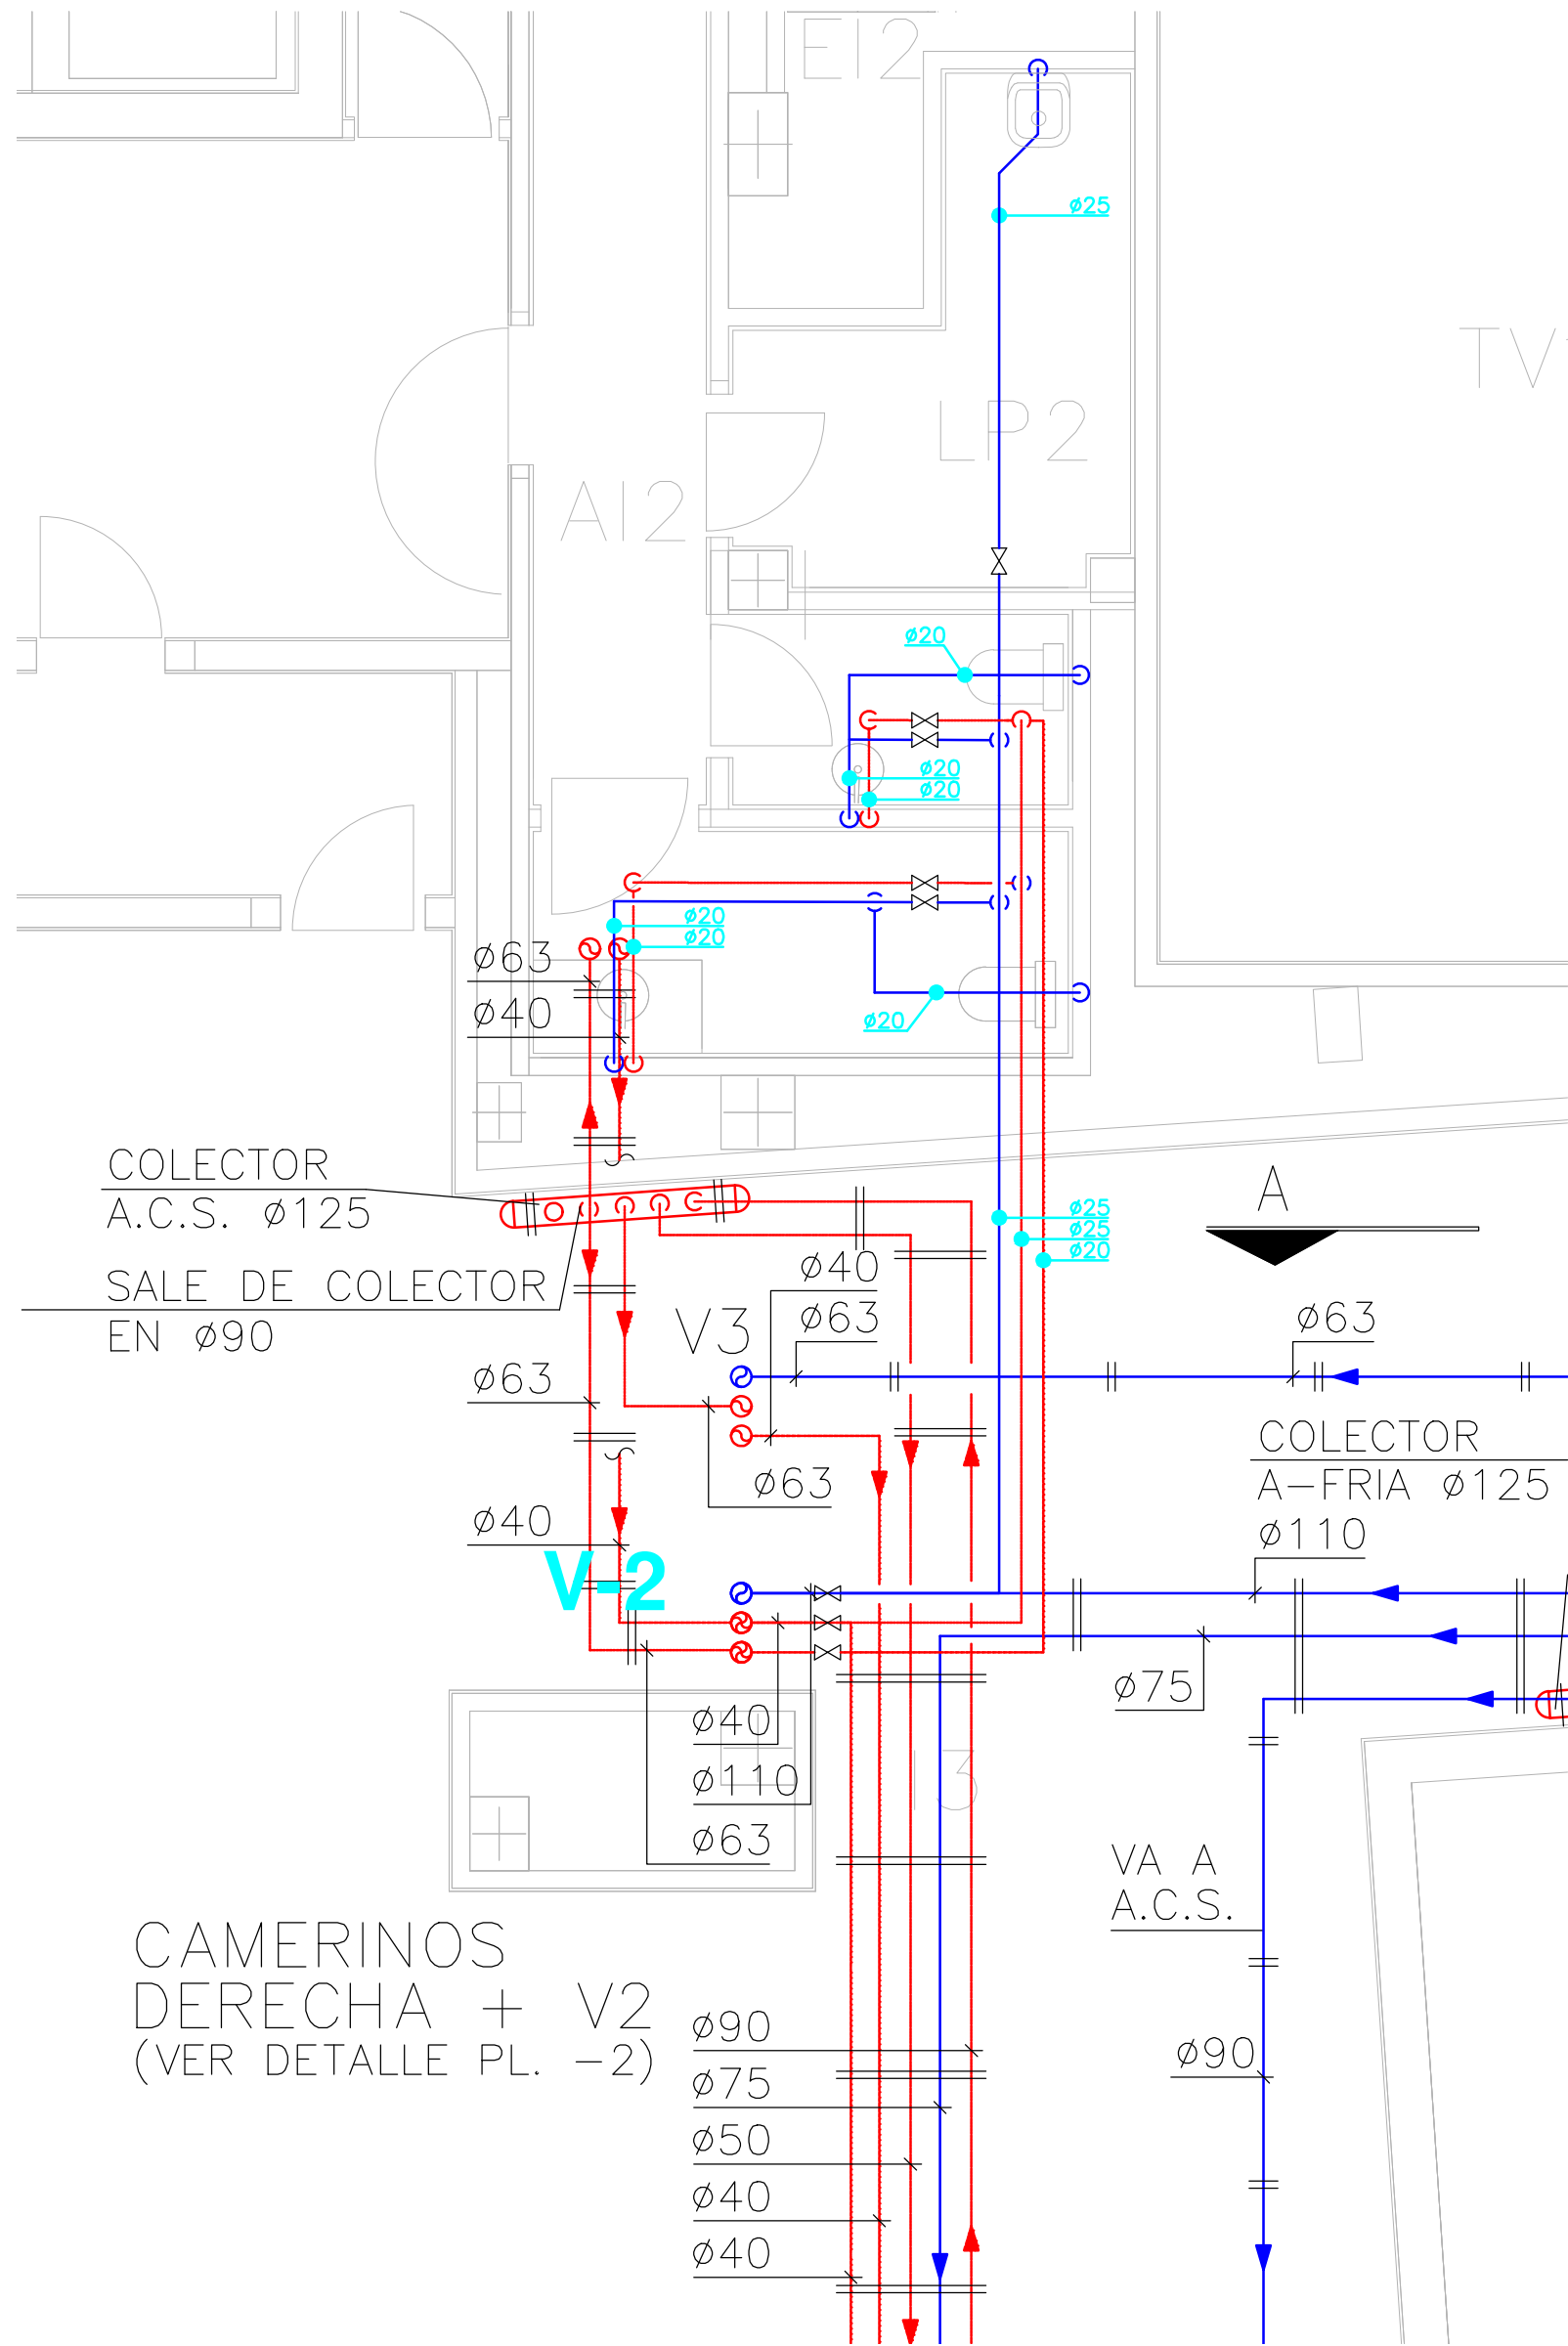 EI2
ø25
TV
LP2
AI2
ø20
ø20
ø20
ø20
ø20
ø63
ø40
ø20
COLECTOR
A.C.S. ø125
A
ø25
ø25
ø20
SALE DE COLECTOR
EN ø90
ø40
ø63
V3
ø63
ø63
COLECTOR
A-FRIA ø125
ø63
ø40
ø110
V-2
ø75
ø40
ø110
ø63
I3
VA A
A.C.S.
CAMERINOS
DERECHA + V2
(VER DETALLE PL. -2)
ø90
ø75
ø50
ø40
ø40
ø90